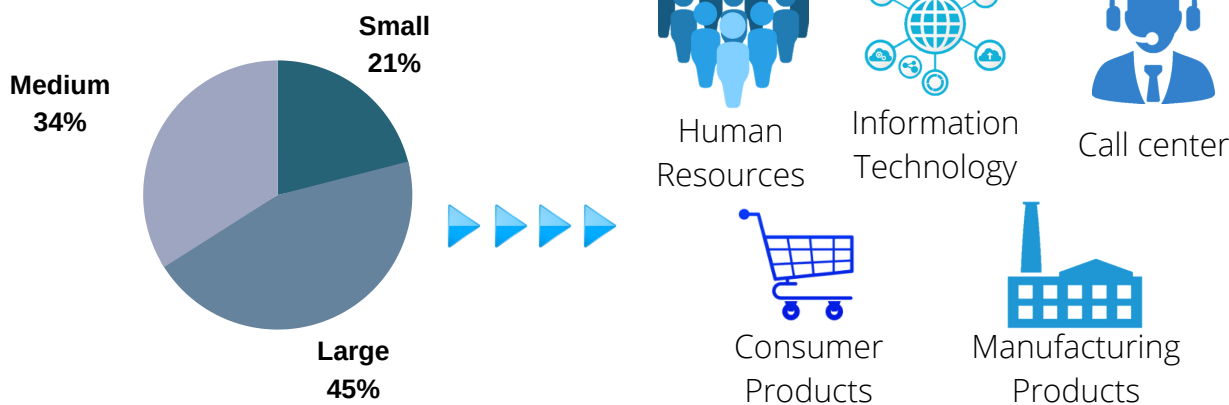 Small
21%
Medium
34%
Large
45%
Human
Resources
Information
Technology
Call center
Consumer
Products
Manufacturing
Products